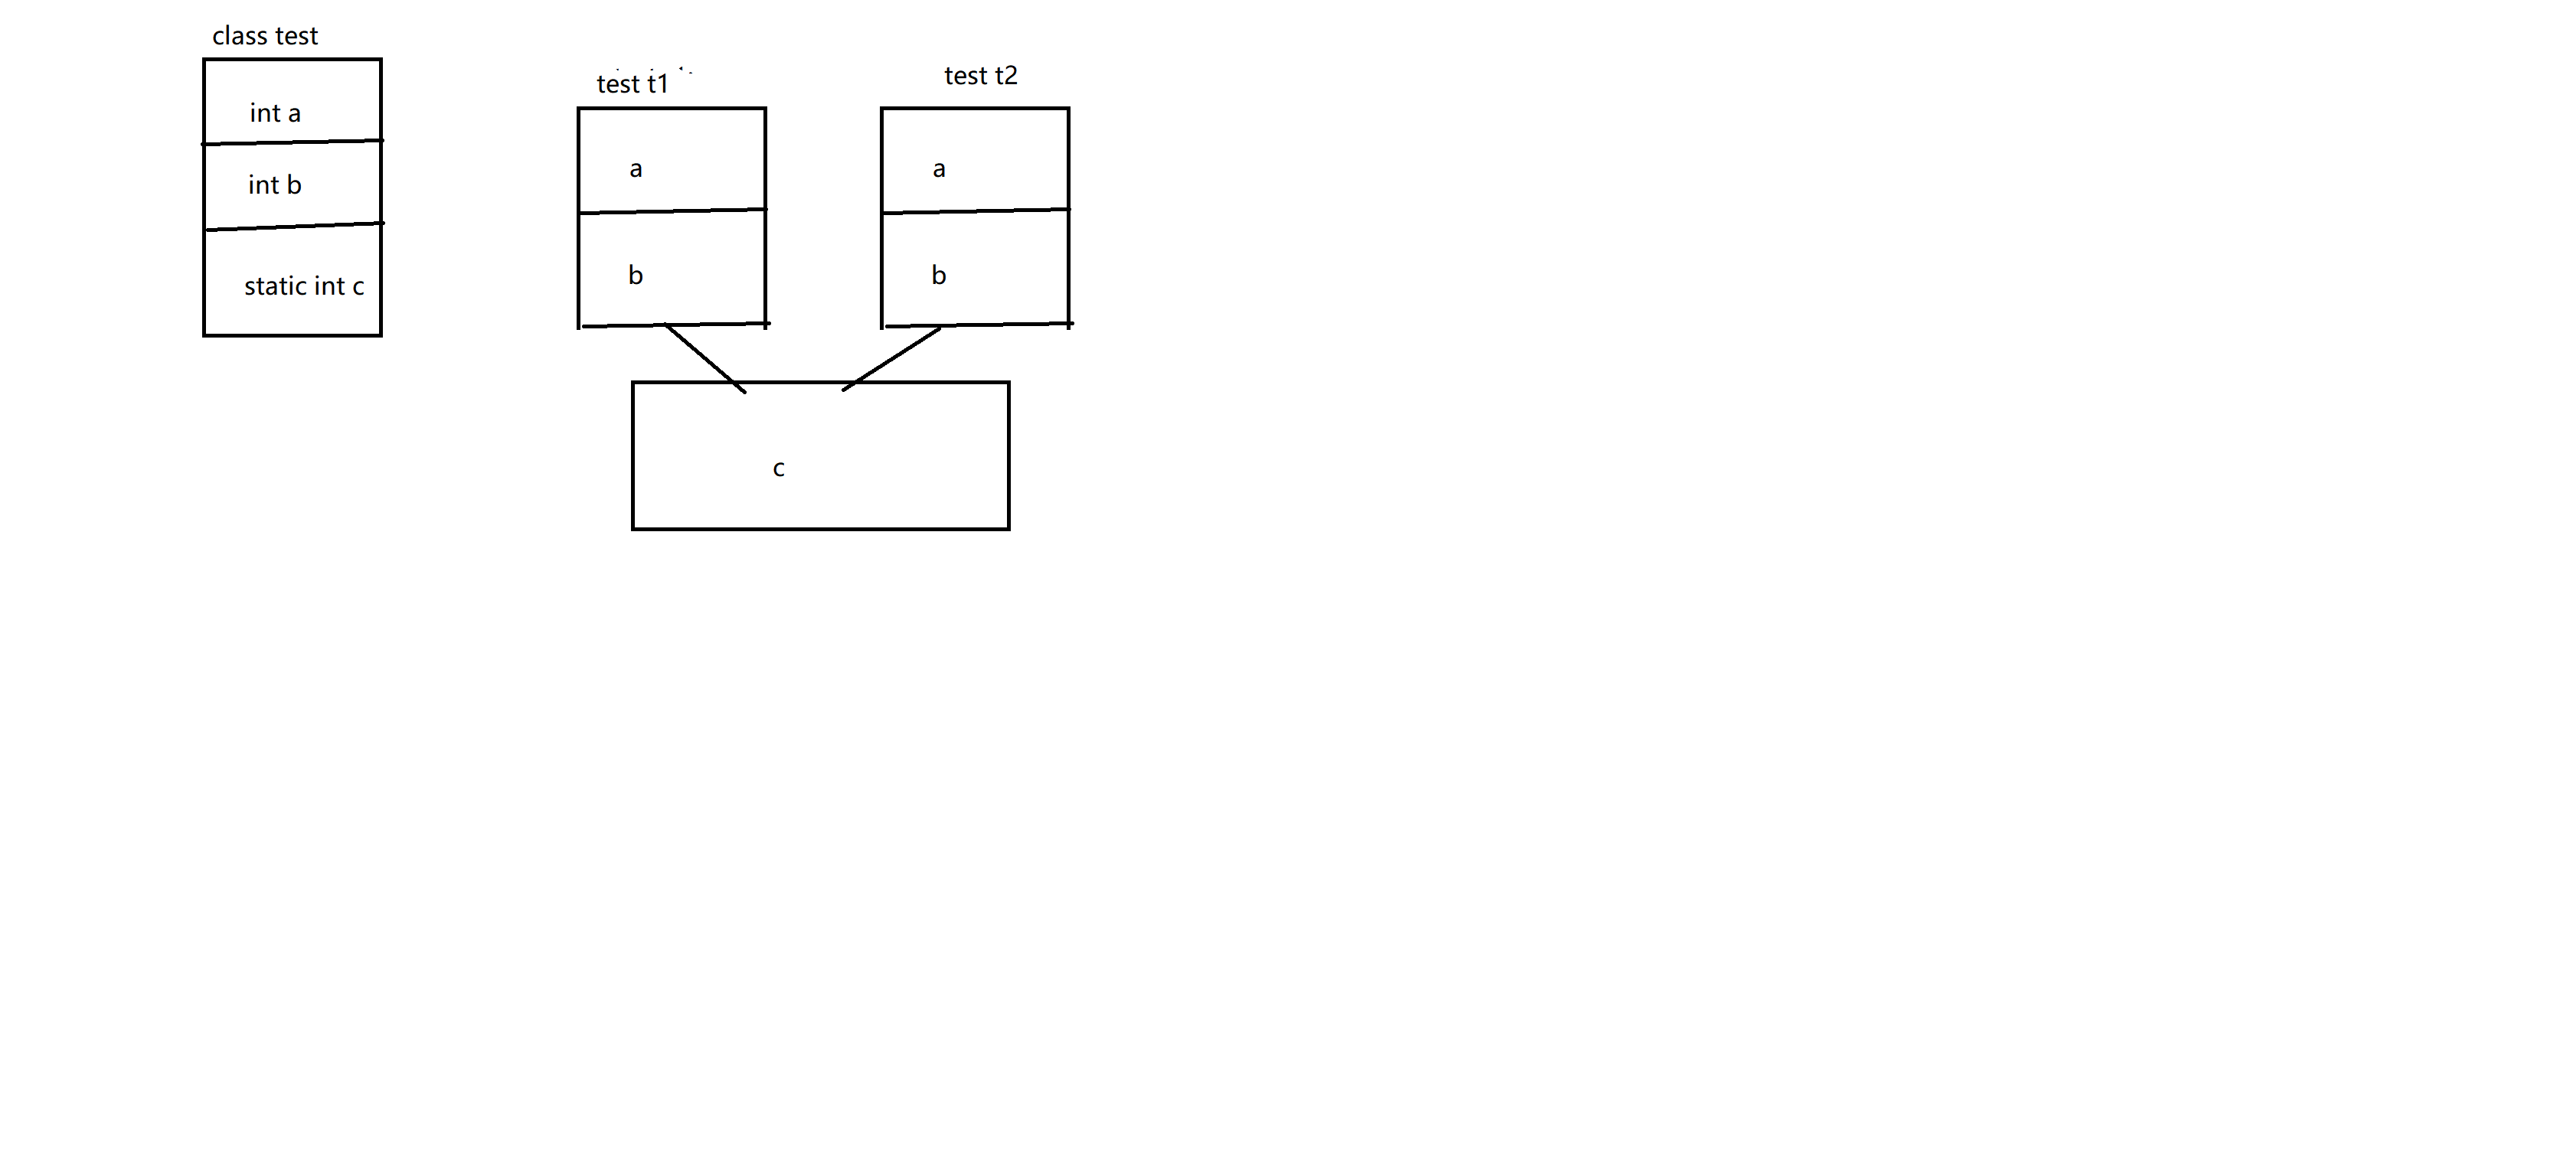 class test
int a
int b
static int c
test t1
a
b
test t2
a
b
c